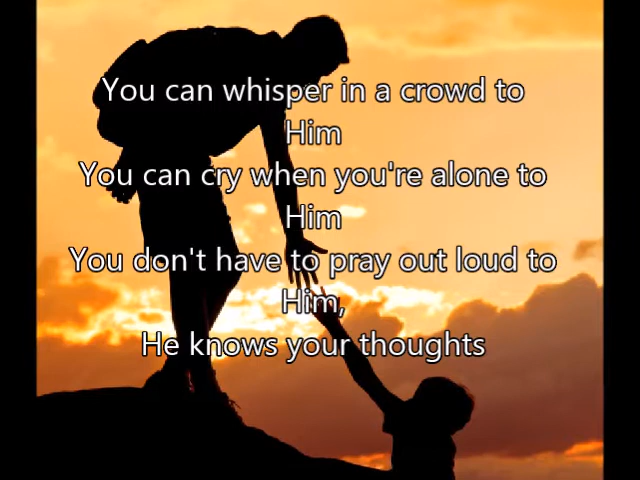 You can whisper in a crowd to
Him
You can cry when you're alone to
Him
You don't have to pray out loud to
Him,
He knows your thoughts